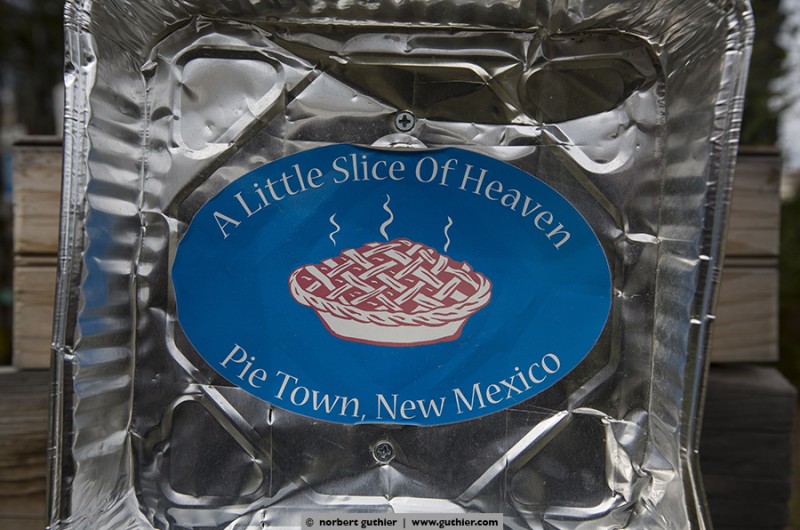 A Little Slice Of Heaven
Pie Town, New Mexico
© norbert guthier | www.guthier.com